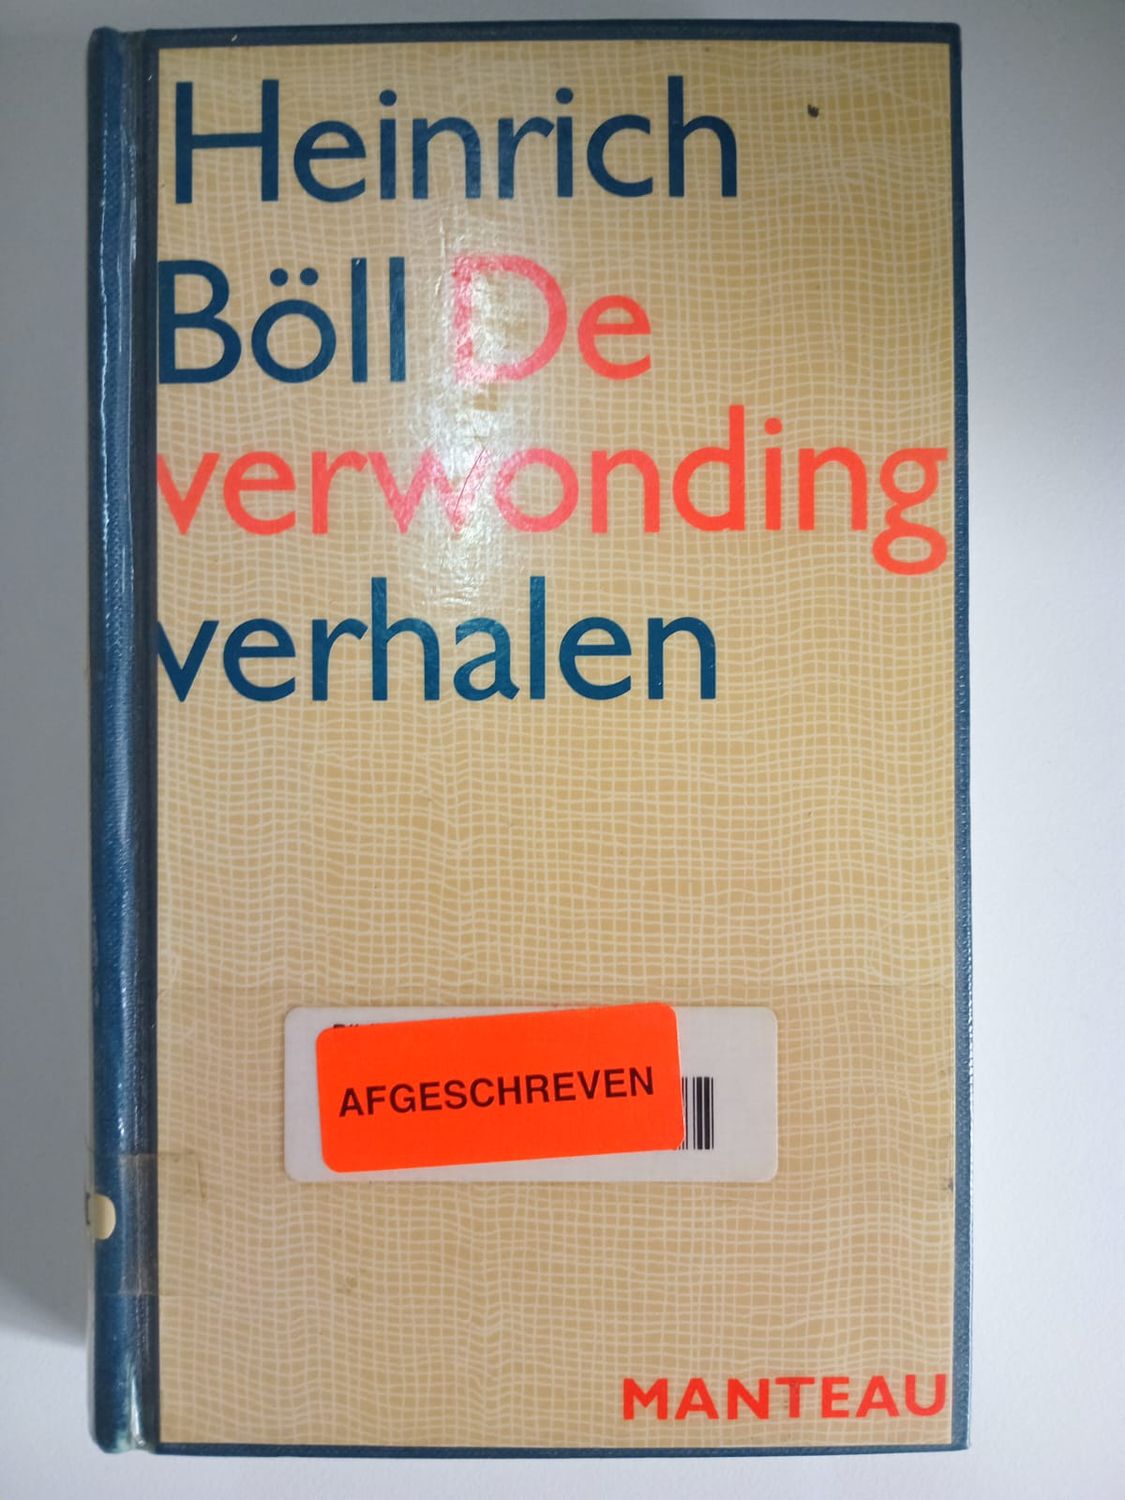 Heinrich
Böll De
verwonding
verhalen
AFGESCHREVEN
MANTEAU